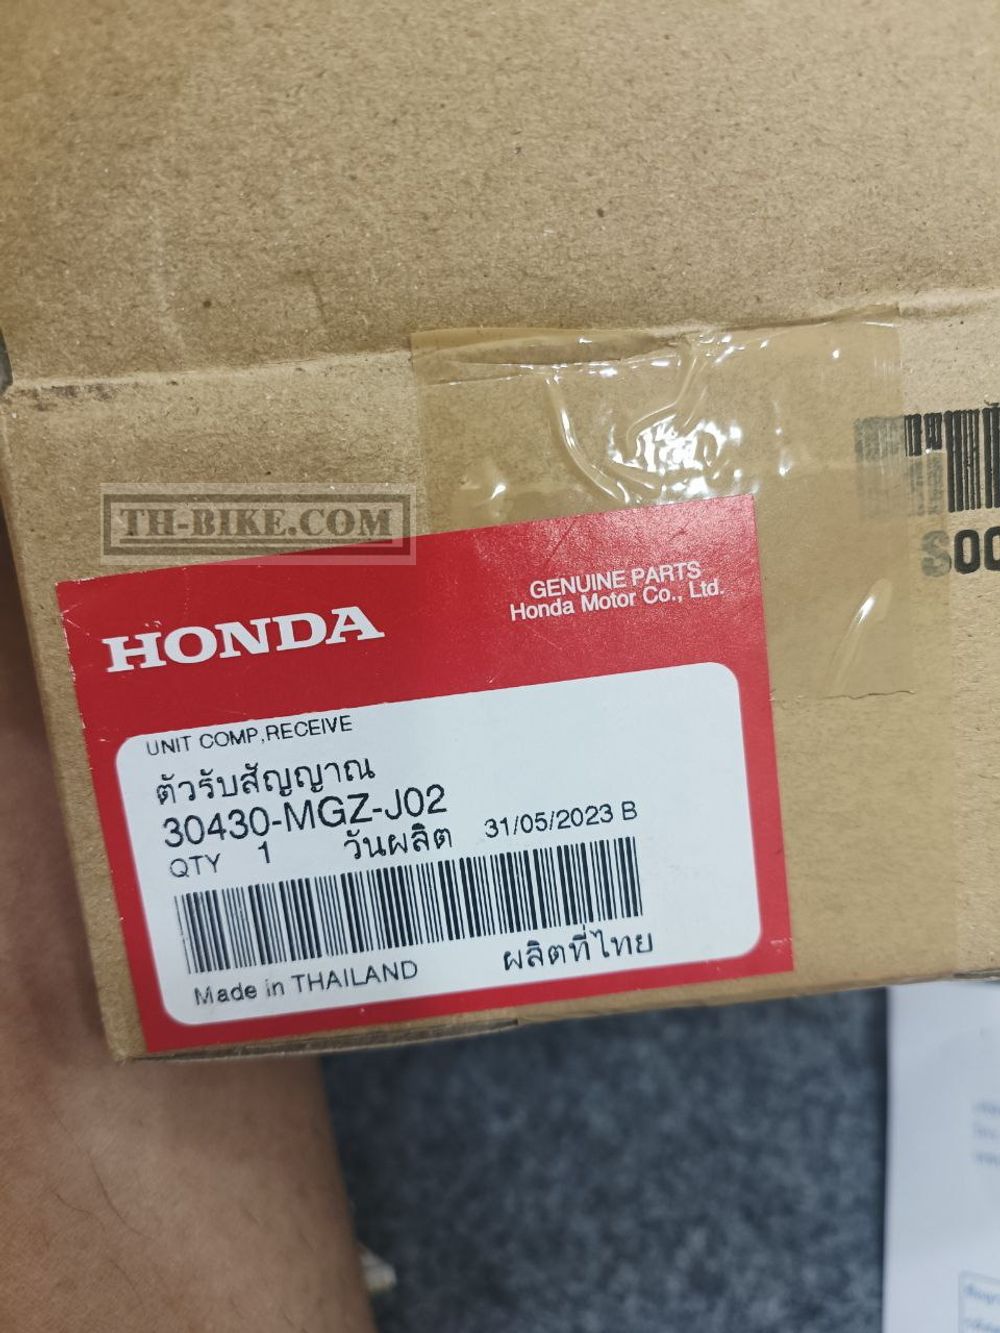 TH-BIKE.COM
HONDA
GENUINE PARTS
Honda Motor Co., Ltd.
UNIT COMP,RECEIVE
ตัวรับสัญญาณ
30430-MGZ-J02
QTY 1 วันผลิต 31/05/2023 B
Made in THAILAND ผลิตที่ไทย
S00